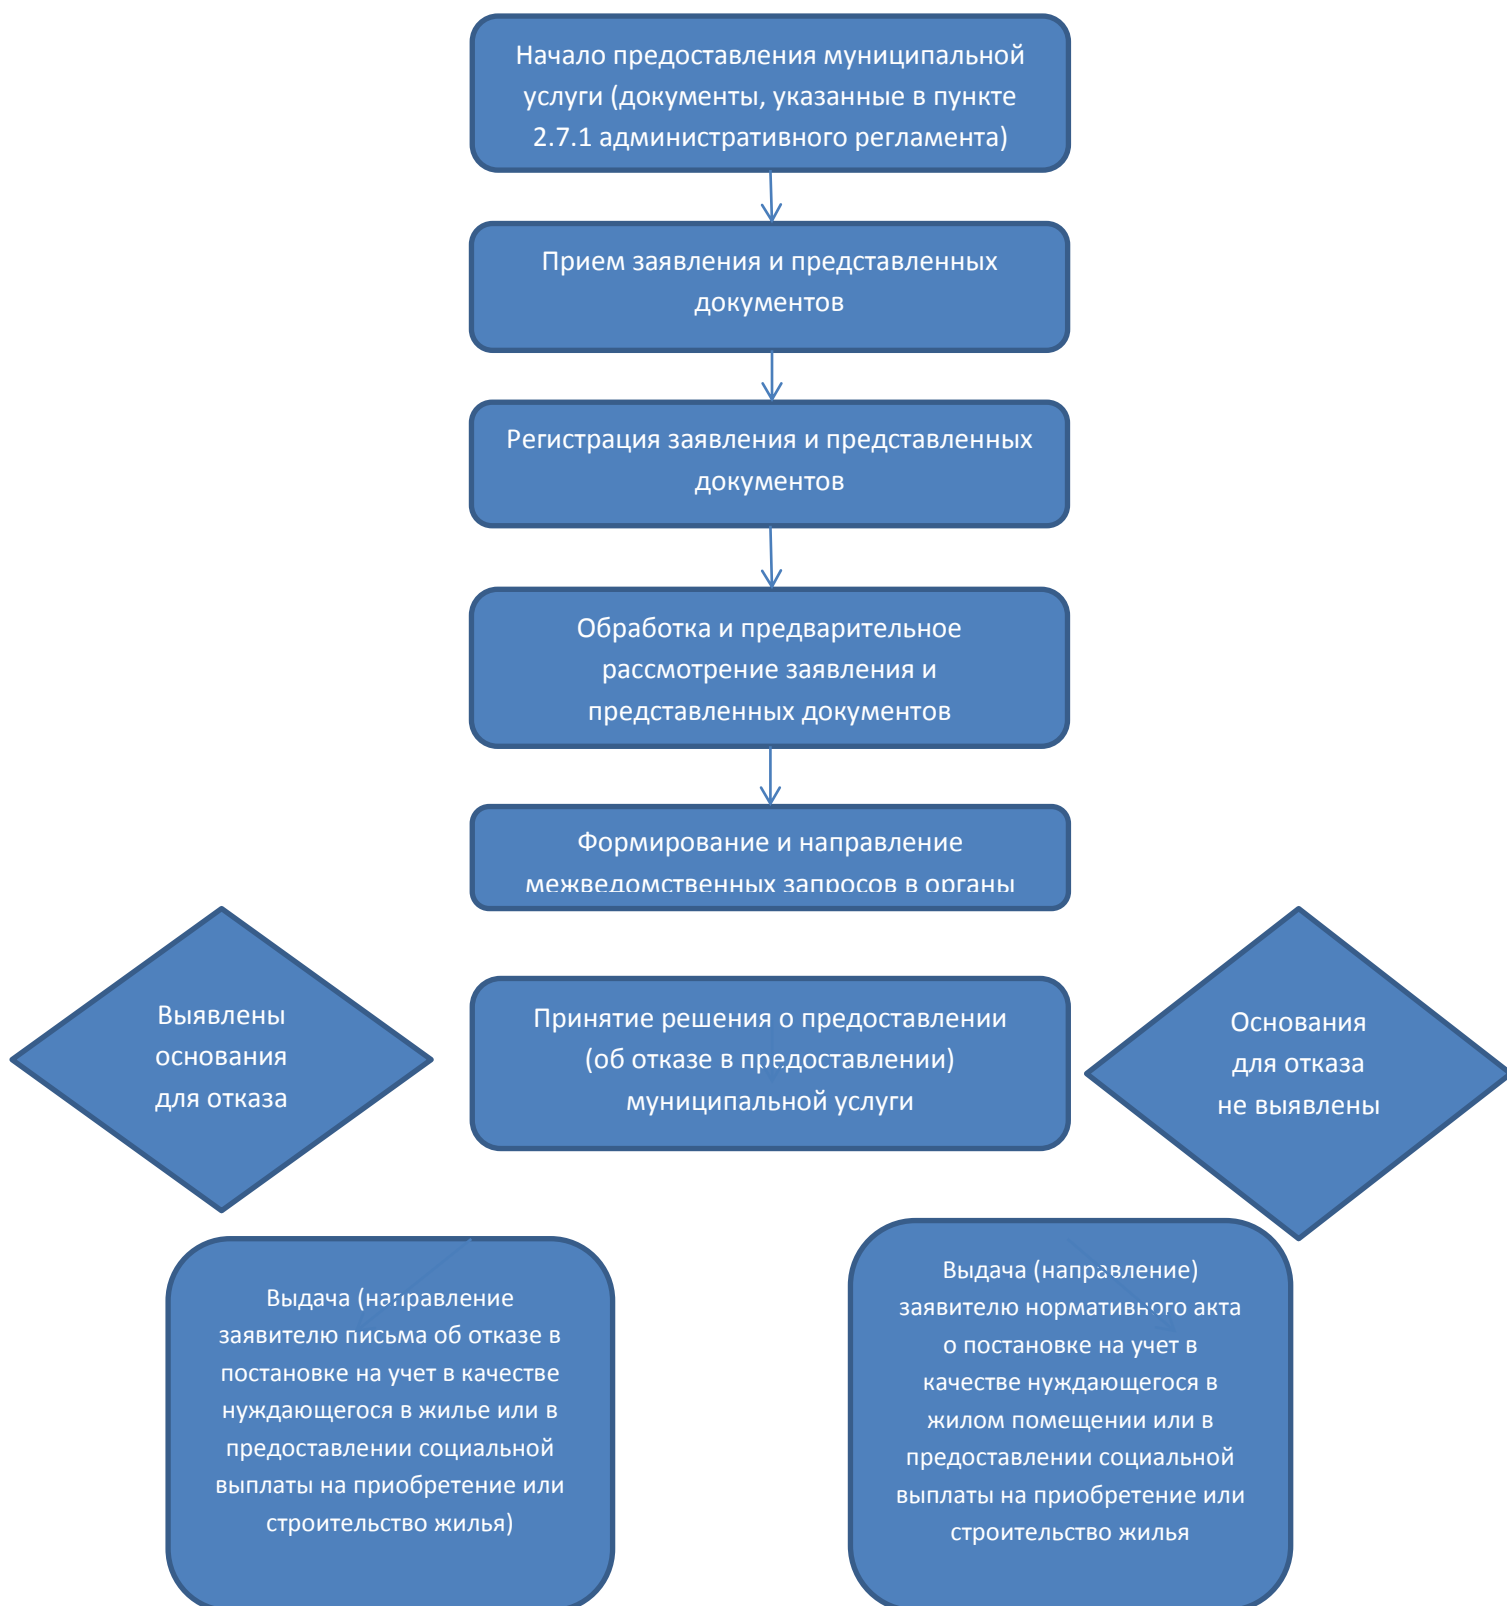 Начало предоставления муниципальной
услуги (документы, указанные в пункте
2.7.1 административного регламента)
Прием заявления и представленных
документов
Регистрация заявления и представленных
документов
Обработка и предварительное
рассмотрение заявления и
представленных документов
Формирование и направление
межведомственных запросов в органы
Выявлены
основания
для отказа
Принятие решения о предоставлении
(об отказе в предоставлении)
муниципальной услуги
Основания
для отказа
не выявлены
Выдача (направление
заявителю письма об отказе в
постановке на учет в качестве
нуждающегося в жилье или в
предоставлении социальной
выплаты на приобретение или
строительство жилья)
Выдача (направление)
заявителю нормативного акта
о постановке на учет в
качестве нуждающегося в
жилом помещении или в
предоставлении социальной
выплаты на приобретение или
строительство жилья